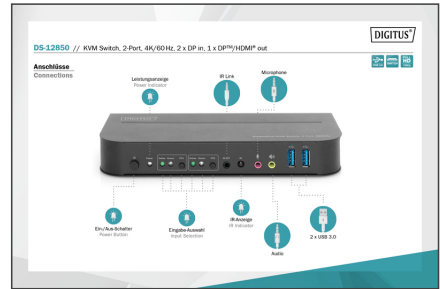 DIGITUS®
DS-12850 // KVM Switch, 2-Port, 4K/60 Hz, 2 x DP in, 1 x DP™/HDMI® out
Anschlüsse
Connections
Leistungsanzeige
Power Indicator
IR Link
Microphone
DIGITUS
Ein-/Aus-Schalter
Power Button
Eingabe-Auswahl
Input Selection
IR-Anzeige
IR Indicator
Audio
2 x USB 3.0